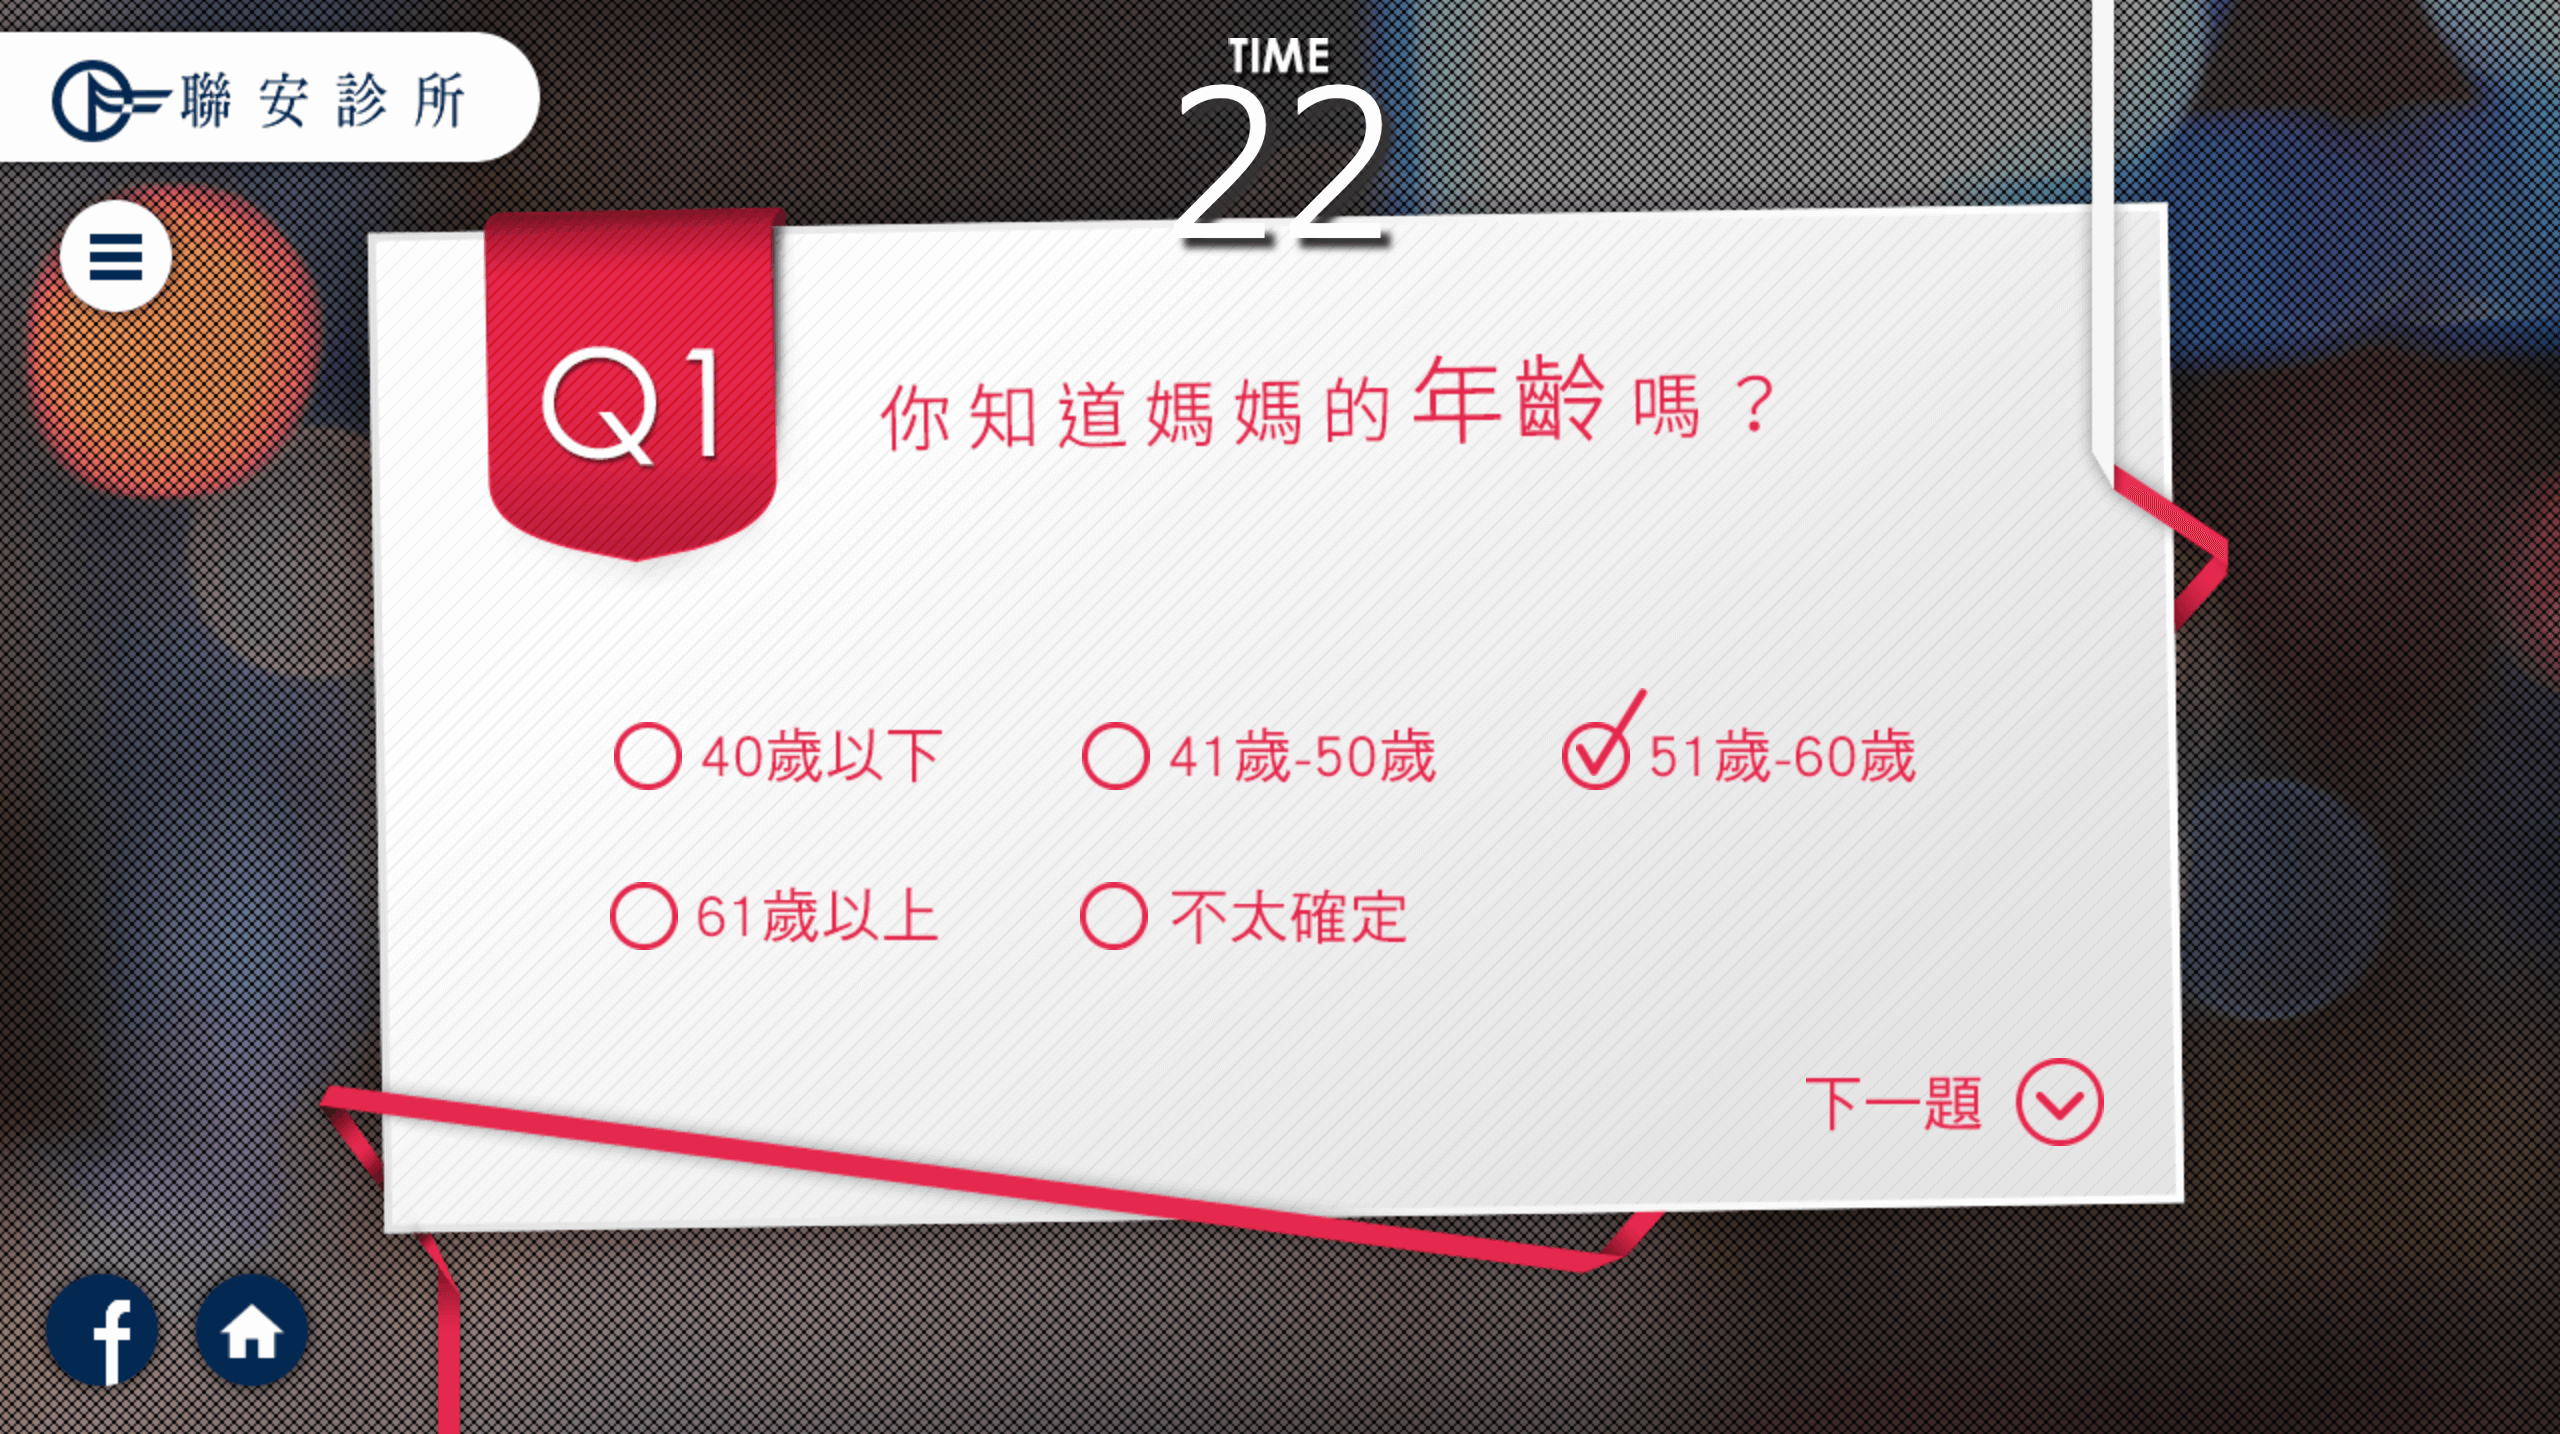 聯安診所
TIME
22
Q1
你知道媽媽的年齡嗎？
40歲以下
41歲-50歲
51歲-60歲
61歲以上
不太確定
下一題